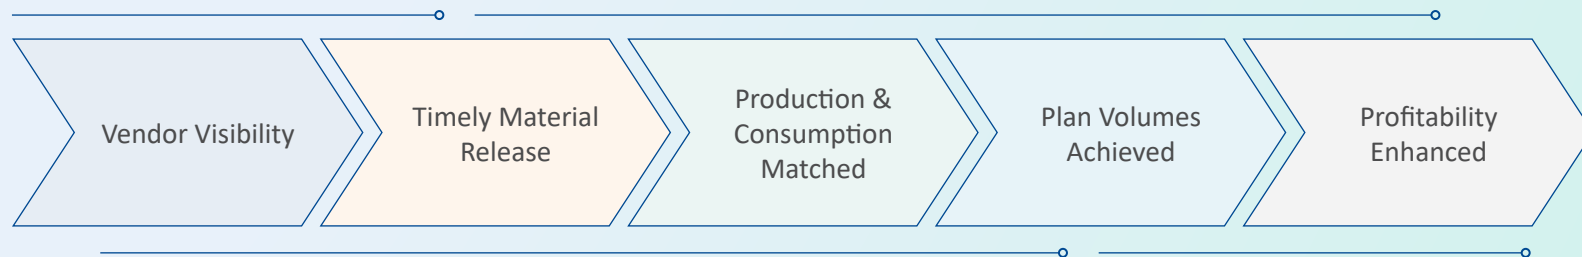 Vendor Visibility
Timely Material
Release
Production &
Consumption
Matched
Plan Volumes
Achieved
Profitability
Enhanced